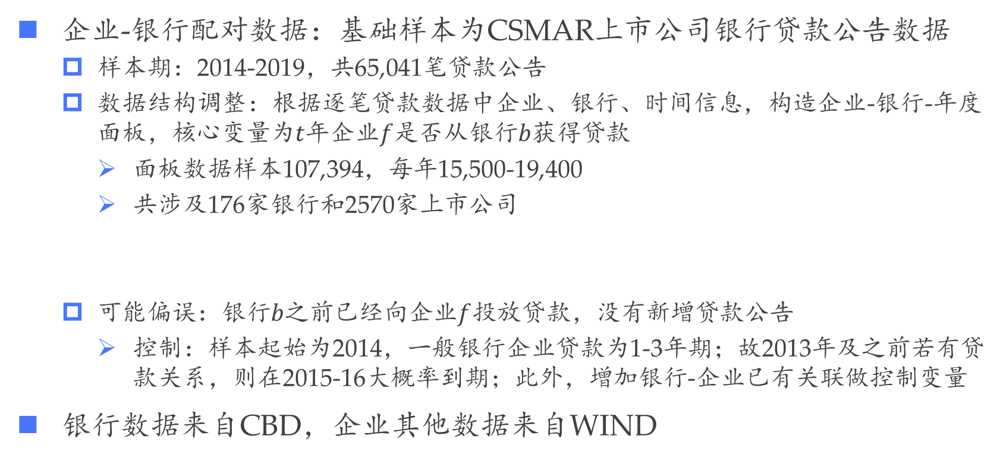 企业-银行配对数据：基础样本为CSMAR上市公司银行贷款公告数据
样本期：2014-2019，共65,041笔贷款公告
数据结构调整：根据逐笔贷款数据中企业、银行、时间信息，构造企业-银行-年度
面板，核心变量为t年企业f是否从银行b获得贷款
面板数据样本107,394，每年15,500-19,400
共涉及176家银行和2570家上市公司
可能偏误：银行b之前已经向企业f投放贷款，没有新增贷款公告
控制：样本起始为2014，一般银行企业贷款为1-3年期；故2013年及之前若有贷
款关系，则在2015-16大概率到期；此外，增加银行-企业已有关联做控制变量
银行数据来自CBD，企业其他数据来自WIND